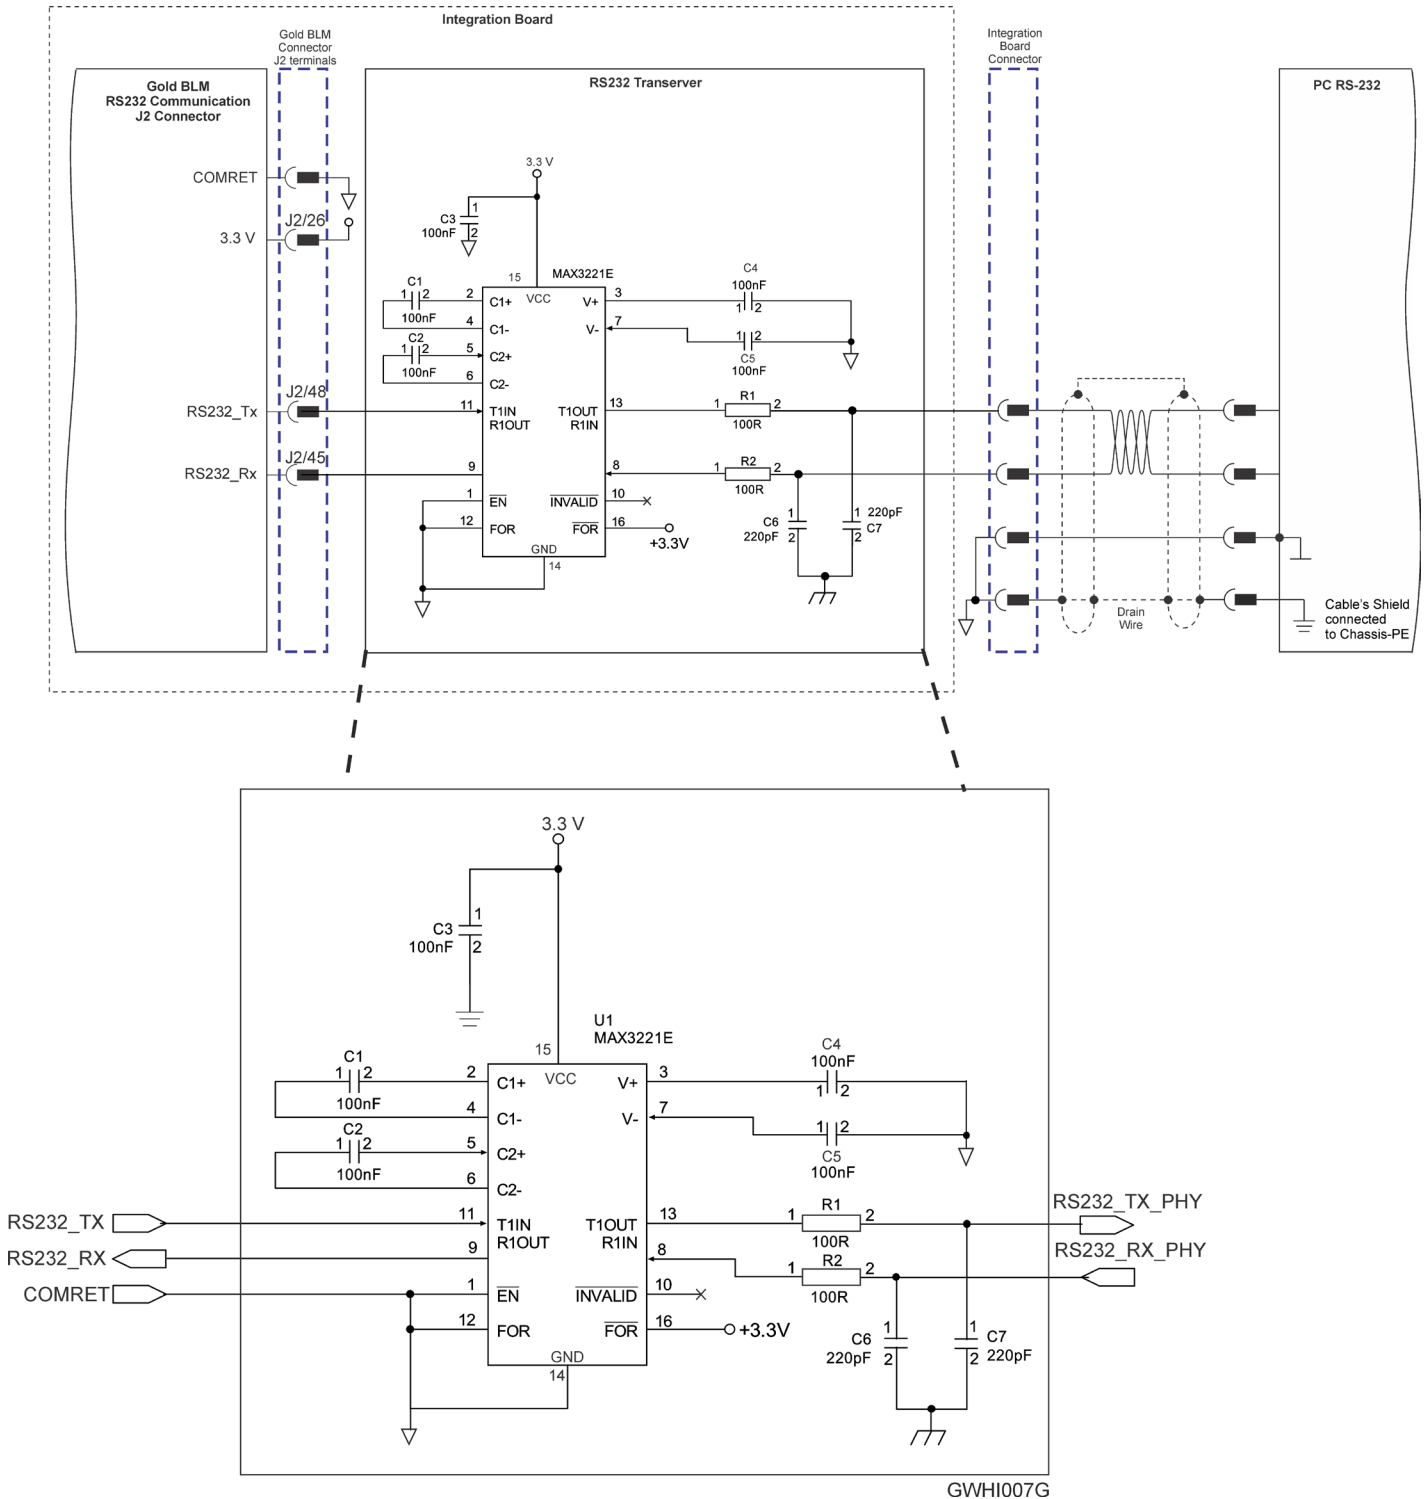 Integration Board
Gold BLM
Connector
J2 terminals
Integration
Board
Connector
Gold BLM
RS232 Communication
J2 Connector
RS232 Transerver
PC RS-232
COMRET
J2/26
3.3 V
J2/48
RS232_Tx
J2/45
RS232_Rx
3.3 V
1
C3
100nF
2
15
MAX3221E
VCC
C1
1 2
100nF
2
C1+
4
C1-
C2
1 2
100nF
5
C2+
6
C2-
11
T1IN
R1OUT
9
1
EN
12
FOR
GND
14
V+
3
V-
7
C4
100nF
1 2
1 2
C5
100nF
T1OUT
R1IN
13
8
1
R1
2
100R
1
R2
2
100R
INVALID
10
FOR
16
+3.3V
1
C6
220pF
2
1
220pF
C7
2
Drain
Wire
Cable's Shield
connected
to Chassis-PE
3.3 V
1
C3
100nF
2
U1
MAX3221E
15
VCC
C1
1 2
100nF
2
C1+
4
C1-
C2
1 2
100nF
5
C2+
6
C2-
V+
3
V-
7
C4
100nF
1 2
1 2
C5
100nF
RS232_TX
11
T1IN
R1OUT
RS232_RX
9
COMRET
1
EN
12
FOR
GND
14
T1OUT
R1IN
13
8
1
R1
2
100R
1
R2
2
100R
RS232_TX_PHY
RS232_RX_PHY
INVALID
10
FOR
16
+3.3V
1
C6
220pF
2
1
C7
220pF
2
GWHI007G